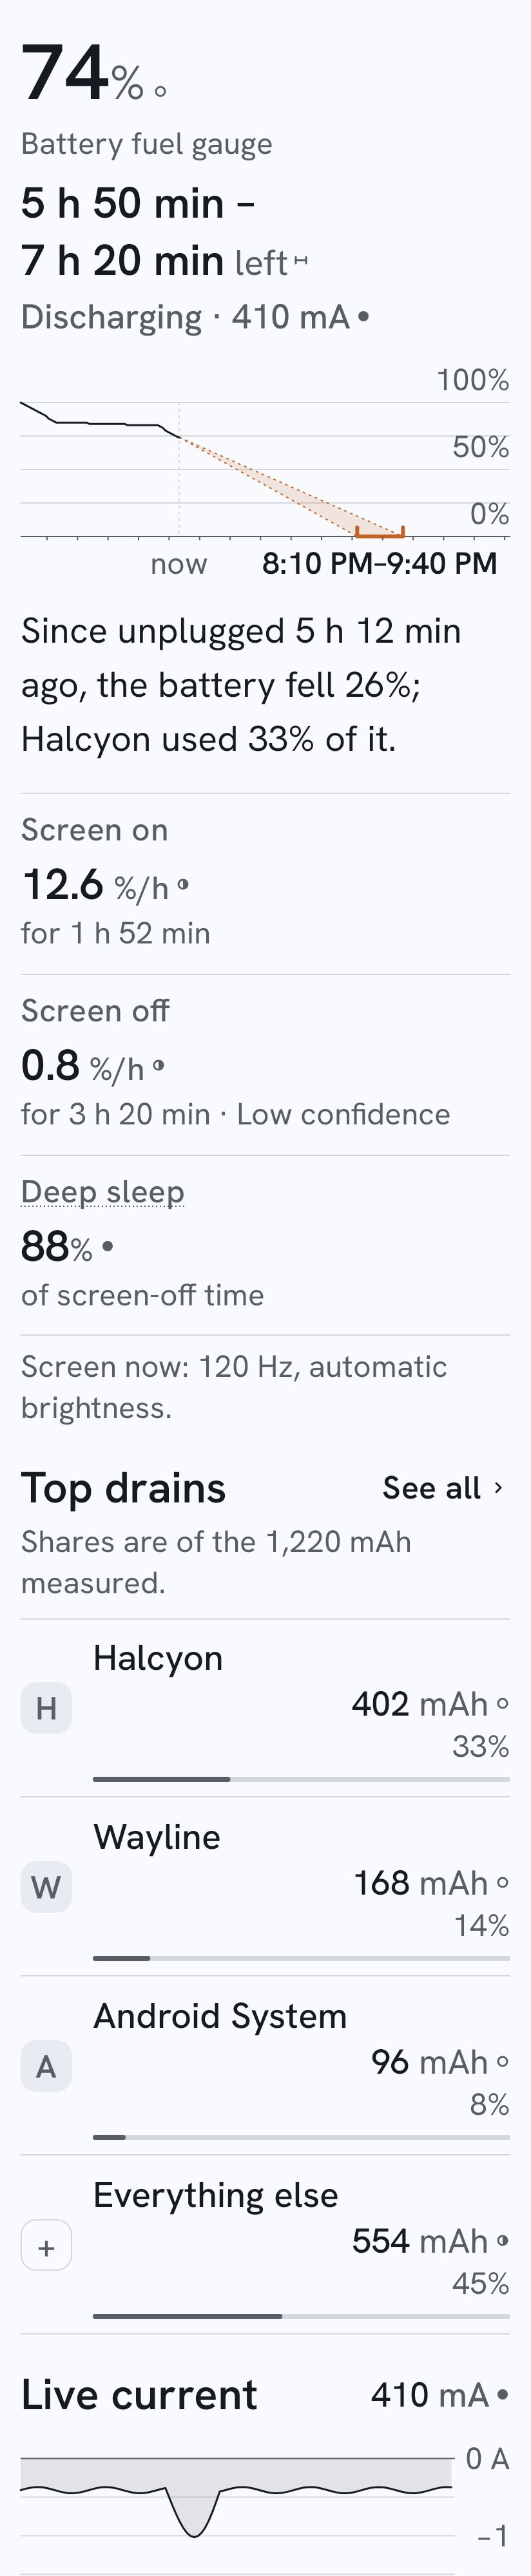 74%
Battery fuel gauge
5 h 50 min –
7 h 20 min left
Discharging · 410 mA
100%
50%
0%
now 8:10 PM–9:40 PM
Since unplugged 5 h 12 min
ago, the battery fell 26%;
Halcyon used 33% of it.
Screen on
12.6 %/h
for 1 h 52 min
Screen off
0.8 %/h
for 3 h 20 min · Low confidence
Deep sleep
88%
of screen-off time
Screen now: 120 Hz, automatic
brightness.
Top drains See all
Shares are of the 1,220 mAh
measured.
Halcyon
H
402 mAh
33%
Wayline
W
168 mAh
14%
Android System
A
96 mAh
8%
Everything else
+
554 mAh
45%
Live current 410 mA
0 A
−1